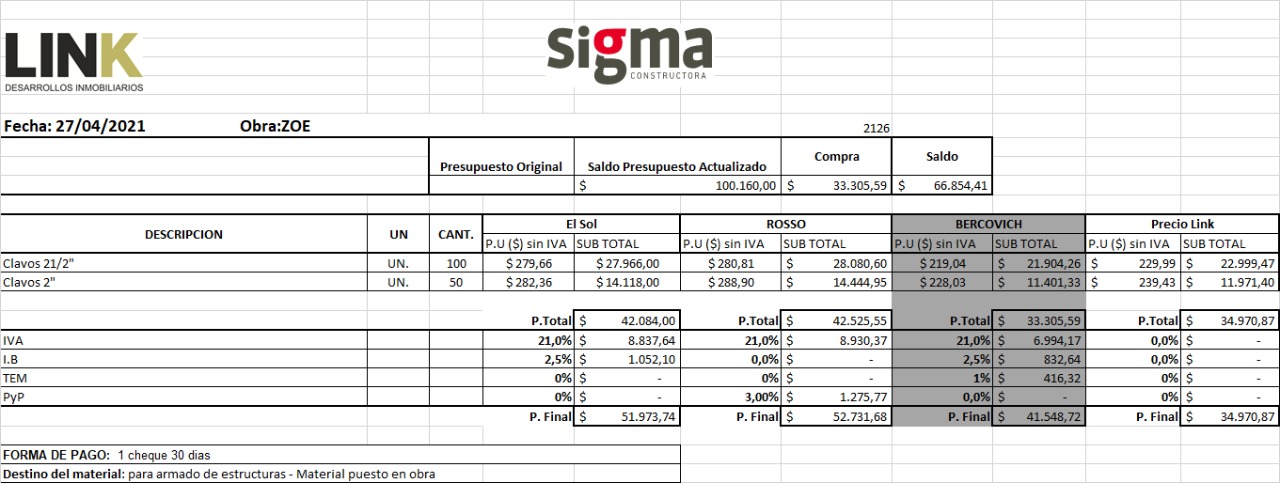 LINK
DESARROLLOS INMOBILIARIOS
sigma
CONSTRUCTORA
Fecha: 27/04/2021 Obra:ZOE 2126
Presupuesto Original Saldo Presupuesto Actualizado Compra Saldo
$ 100.160,00 $ 33.305,59 $ 66.854,41
DESCRIPCION UN CANT. El Sol ROSSO BERCOVICH Precio Link
P.U ($) sin IVA SUB TOTAL P.U ($) sin IVA SUB TOTAL P.U ($) sin IVA SUB TOTAL P.U ($) sin IVA SUB TOTAL
Clavos 21/2" UN. 100 $ 279,66 $ 27.966,00 $ 280,81 $ 28.080,60 $ 219,04 $ 21.904,26 $ 229,99 $ 22.999,47
Clavos 2" UN. 50 $ 282,36 $ 14.118,00 $ 288,90 $ 14.444,95 $ 228,03 $ 11.401,33 $ 239,43 $ 11.971,40
P.Total $ 42.084,00 P.Total $ 42.525,55 P.Total $ 33.305,59 P.Total $ 34.970,87
IVA 21,0% $ 8.837,64 21,0% $ 8.930,37 21,0% $ 6.994,17 0,0% $ -
I.B 2,5% $ 1.052,10 0,0% $ - 2,5% $ 832,64 0,0% $ -
TEM 0% $ - 0% $ - 1% $ 416,32 0% $ -
PyP 0% $ - 3,00% $ 1.275,77 0,0% $ - 0% $ -
P. Final $ 51.973,74 P. Final $ 52.731,68 P. Final $ 41.548,72 P. Final $ 34.970,87
FORMA DE PAGO: 1 cheque 30 dias
Destino del material: para armado de estructuras - Material puesto en obra